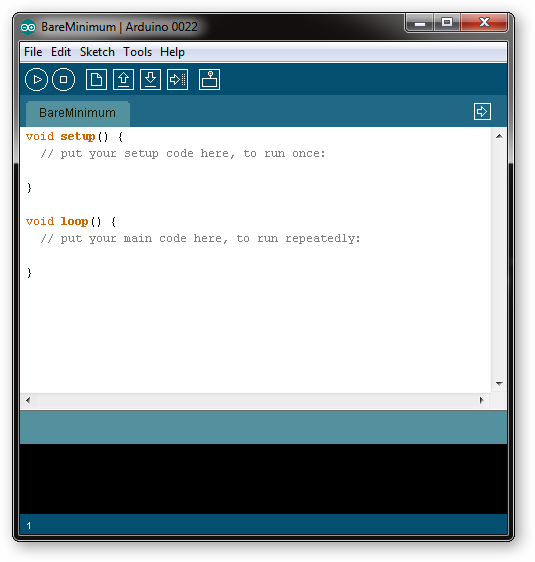 BareMinimum | Arduino 0022
File Edit Sketch Tools Help
BareMinimum
void setup() {
  // put your setup code here, to run once:
}
void loop() {
  // put your main code here, to run repeatedly:
}
1